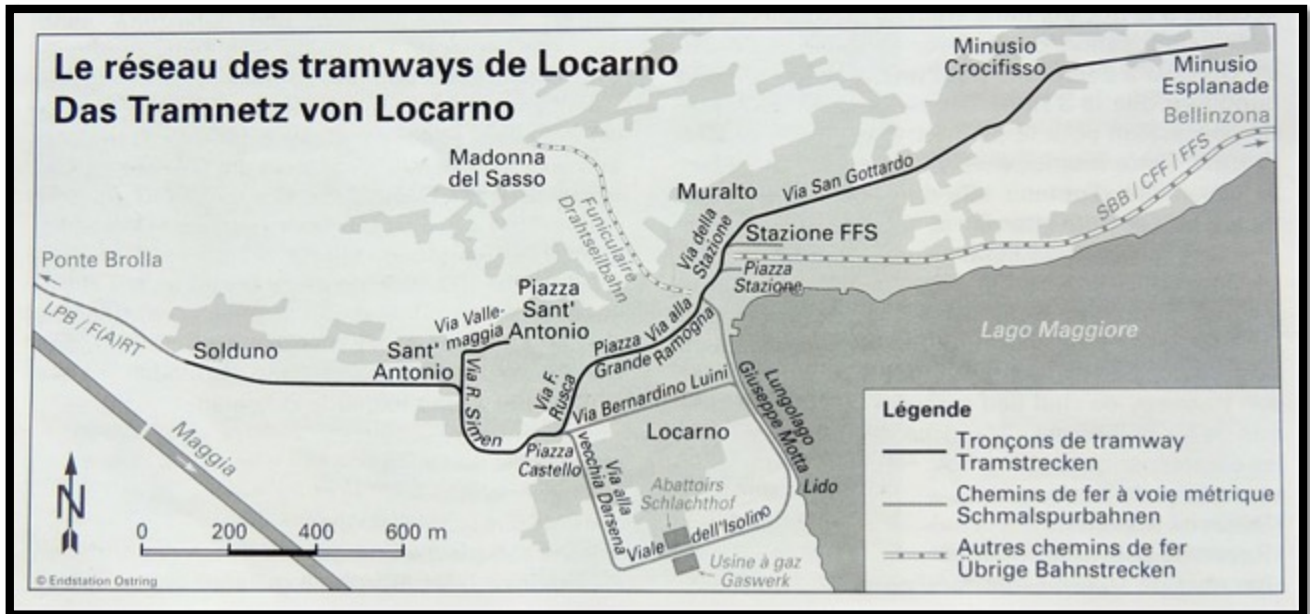 Le réseau des tramways de Locarno
Das Tramnetz von Locarno
Minusio
Crocifisso
Minusio
Esplanade
Bellinzona
SBB / CFF / FFS
Madonna
del Sasso
Funiculaire
Drahtseilbahn
Muralto
Via San Gottardo
Via della
Stazione
Stazione FFS
Piazza
Stazione
Ponte Brolla
LPB / F(A)RT
Solduno
Sant'
Antonio
Via Valle-
maggia
Piazza
Sant'
Antonio
Via R. Simen
Via F.
Rusca
Piazza
Grande
Via alla
Ramogna
Via Bernardino Luini
Lungolago
Giuseppe Motta
Lago Maggiore
Locarno
Piazza
Castello
Via alla
vecchia Darsena
Abattoirs
Schlachthof
Lido
Viale dell'Isolino
Usine à gaz
Gaswerk
Maggia
N
0 200 400 600 m
© Endstation Ostring
Légende
Tronçons de tramway
Tramstrecken
Chemins de fer à voie métrique
Schmalspurbahnen
Autres chemins de fer
Übrige Bahnstrecken